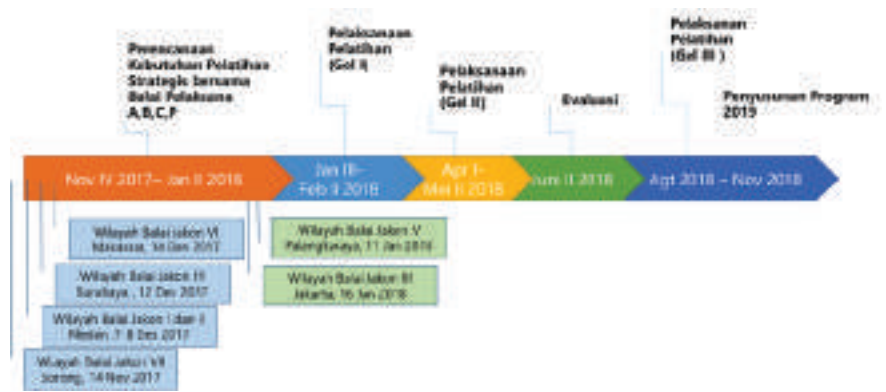 Perencanaan
Kebutuhan Pelatihan
Strategis bersama
Balai Pelaksana
A,B,C,P
Pelaksanaan
Pelatihan
(Gel I)
Pelaksanaan
Pelatihan
(Gel II)
Evaluasi
Pelaksanan
Pelatihan
(Gel III )
Penyusunan Program
2019
Nov IV 2017– Jan II 2018
Jan III–
Feb II 2018
Apr I-
Mei II 2018
Juni II 2018
Agt 2018 – Nov 2018
Wilayah Balai Jakon VI
Makassar, 14 Des 2017
Wilayah Balai Jakon IV
Surabaya , 12 Des 2017
Wilayah Balai Jakon I dan II
Medan, 7 8 Des 2017
Wilayah Balai Jakon VII
Sorong, 14 Nov 2017
Wilayah Balai Jakon V
Palangkaraya, 11 Jan 2018
Wilayah Balai Jakon III
Jakarta, 16 Jan 2018